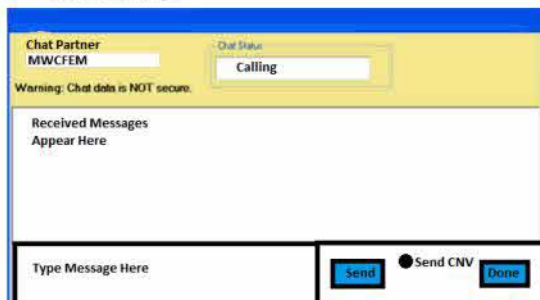 Chat Partner
Chat Status
MWCFEM
Calling
Warning: Chat data is NOT secure.
Received Messages
Appear Here
Type Message Here
Send
Send CNV
Done